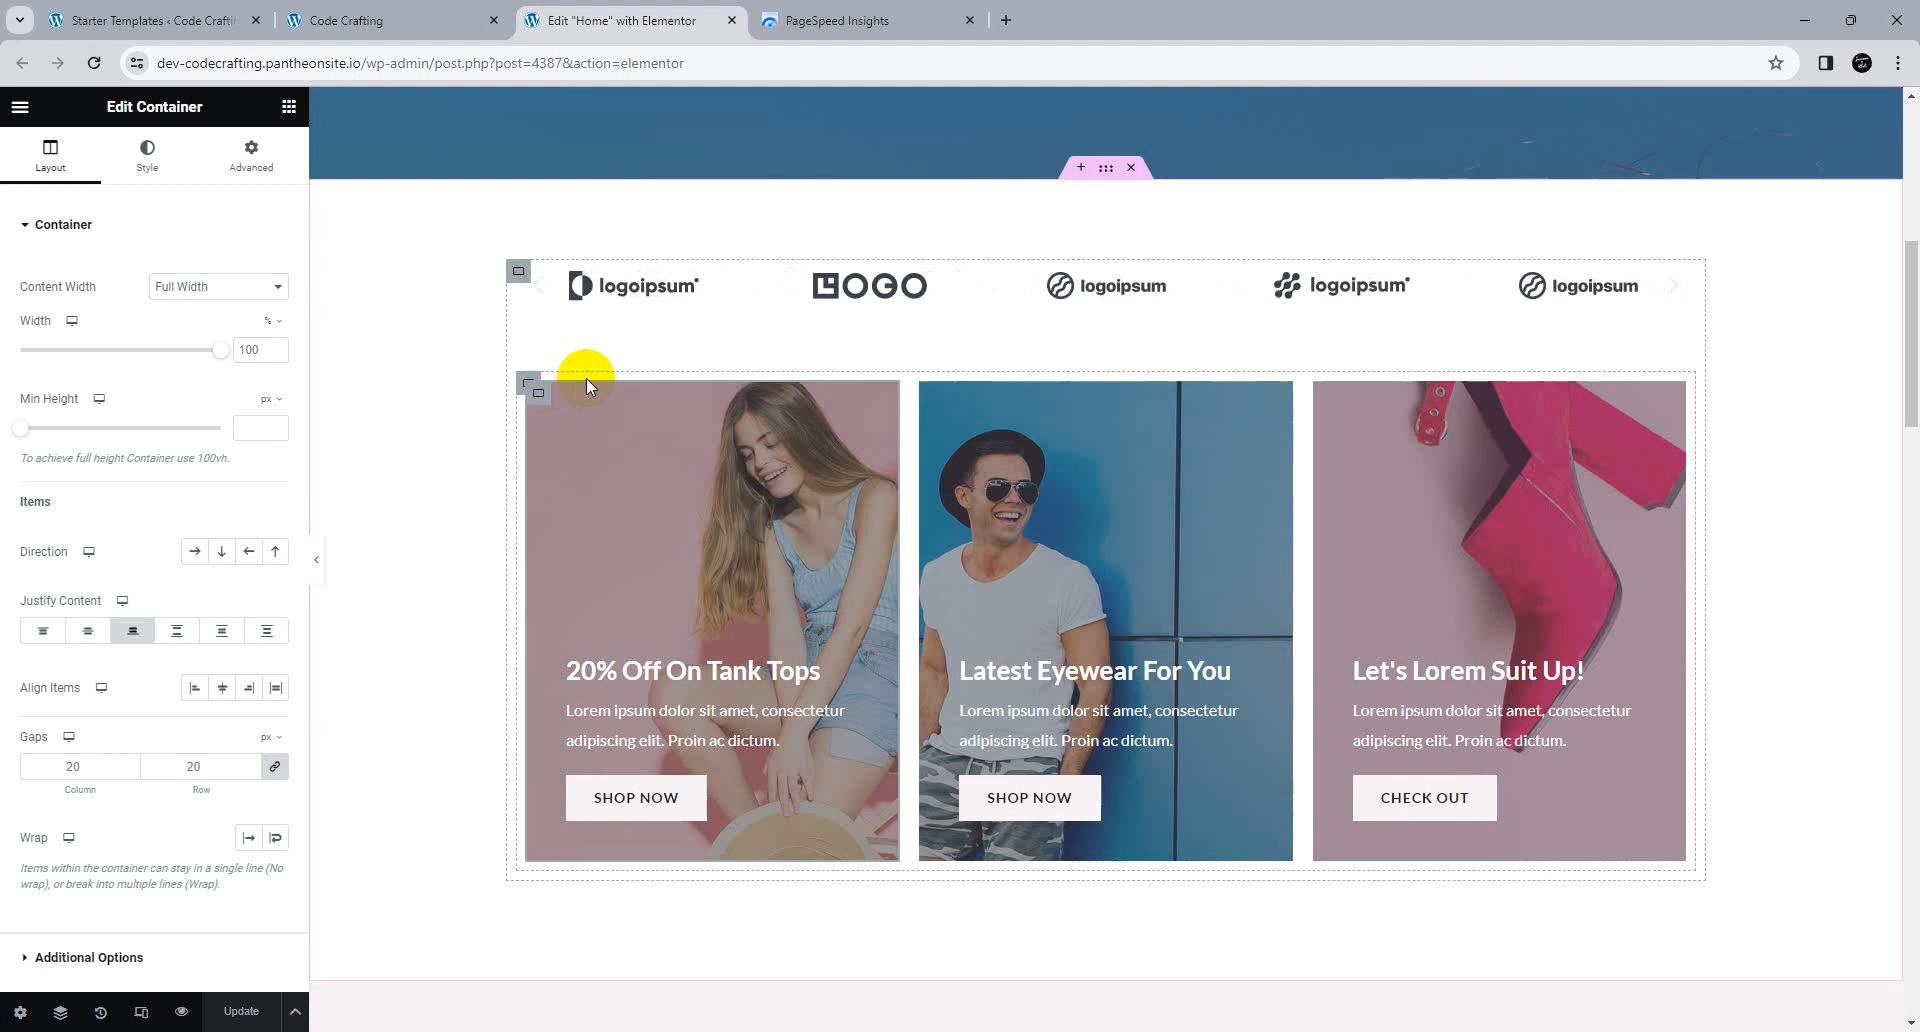 Starter Templates ‹ Code Craftin
Code Crafting
Edit "Home" with Elementor
PageSpeed Insights
dev-codecrafting.pantheonsite.io/wp-admin/post.php?post=4387&action=elementor
Edit Container
Layout
Style
Advanced
Container
Content Width
Full Width
Width
%
100
Min Height
px
To achieve full height Container use 100vh.
Items
Direction
Justify Content
Align Items
Gaps
px
20
20
Column
Row
Wrap
Items within the container can stay in a single line (No
wrap), or break into multiple lines (Wrap).
Additional Options
Update
logoipsum
LOGO
logoipsum
logoipsum
logoipsum
20% Off On Tank Tops
Lorem ipsum dolor sit amet, consectetur
adipiscing elit. Proin ac dictum.
SHOP NOW
Latest Eyewear For You
Lorem ipsum dolor sit amet, consectetur
adipiscing elit. Proin ac dictum.
SHOP NOW
Let's Lorem Suit Up!
Lorem ipsum dolor sit amet, consectetur
adipiscing elit. Proin ac dictum.
CHECK OUT